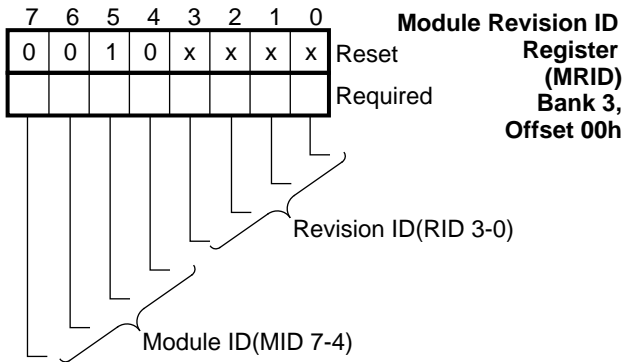 7 6 5 4 3 2 1 0
0 0 1 0 x x x x Reset
Required
Module Revision ID
Register
(MRID)
Bank 3,
Offset 00h
Revision ID(RID 3-0)
Module ID(MID 7-4)